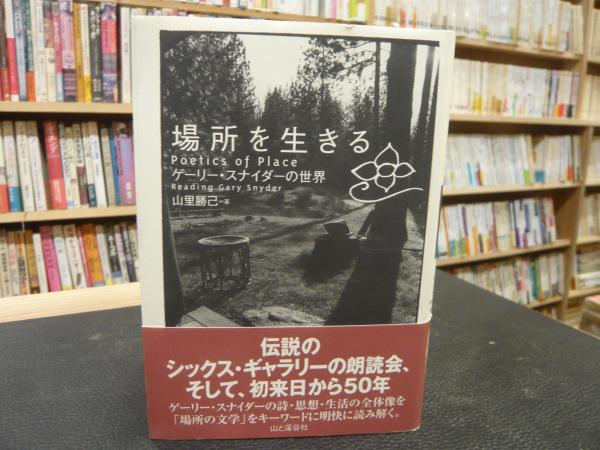 場所を生きる
Poetics of Place
ゲーリー・スナイダーの世界
Reading Gary Snyder
山里勝己 著
伝説の
シックス・ギャラリーの朗読会、
そして、初来日から50年
ゲーリー・スナイダーの詩・思想・生活の全体像を
「場所の文学」をキーワードに明快に読み解く。
山と溪谷社